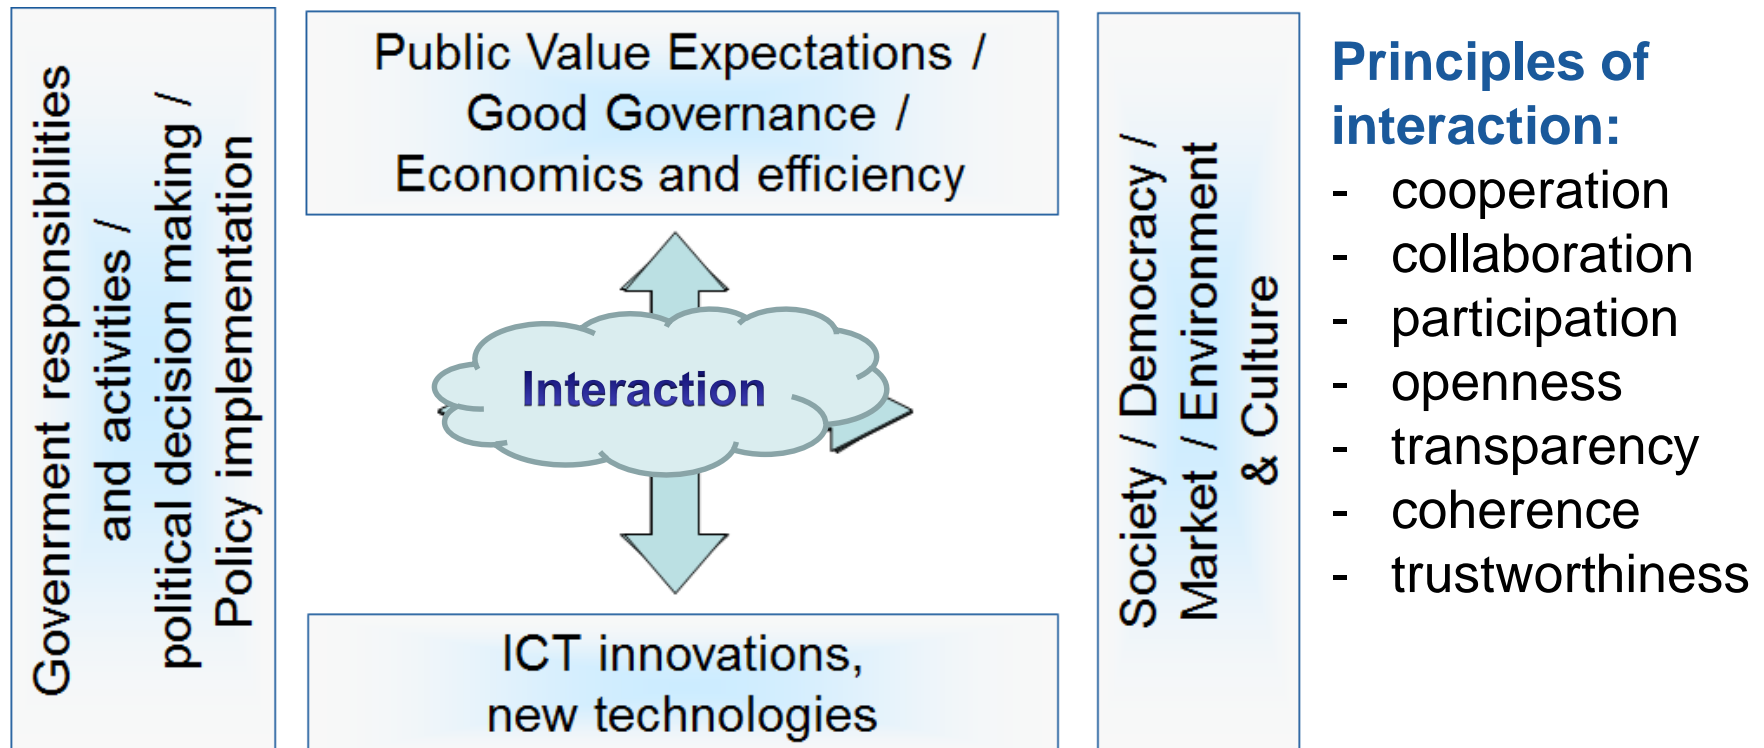 Government responsibilities
and activities /
political decision making /
Policy implementation
Public Value Expectations /
Good Governance /
Economics and efficiency
Interaction
ICT innovations,
new technologies
Society / Democracy /
Market / Environment
& Culture
Principles of
interaction:
- cooperation
- collaboration
- participation
- openness
- transparency
- coherence
- trustworthiness